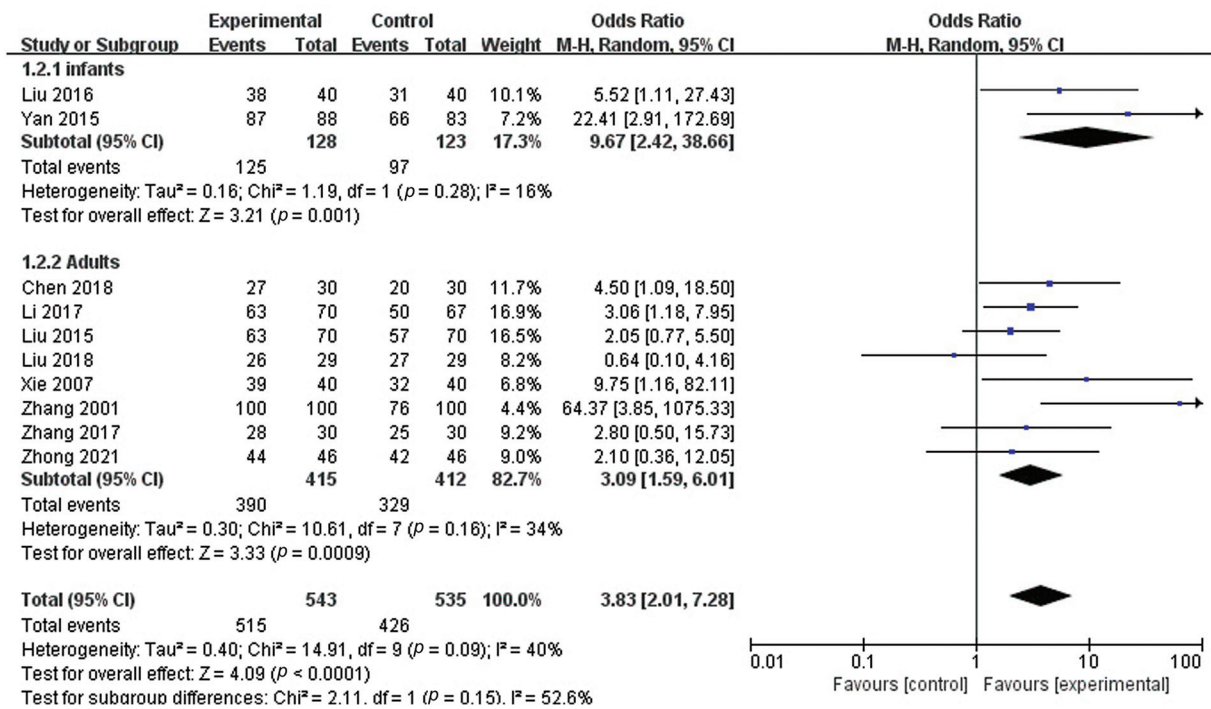 Experimental Control Odds Ratio Odds Ratio
Study or Subgroup Events Total Events Total Weight M-H, Random, 95% CI M-H, Random, 95% CI
1.2.1 infants
Liu 2016 38 40 31 40 10.1% 5.52 [1.11, 27.43]
Yan 2015 87 88 66 83 7.2% 22.41 [2.91, 172.69]
Subtotal (95% CI) 128 123 17.3% 9.67 [2.42, 38.66]
Total events 125 97
Heterogeneity: Tau² = 0.16; Chi² = 1.19, df = 1 (p = 0.28); I² = 16%
Test for overall effect: Z = 3.21 (p = 0.001)
1.2.2 Adults
Chen 2018 27 30 20 30 11.7% 4.50 [1.09, 18.50]
Li 2017 63 70 50 67 16.9% 3.06 [1.18, 7.95]
Liu 2015 63 70 57 70 16.5% 2.05 [0.77, 5.50]
Liu 2018 26 29 27 29 8.2% 0.64 [0.10, 4.16]
Xie 2007 39 40 32 40 6.8% 9.75 [1.16, 82.11]
Zhang 2001 100 100 76 100 4.4% 64.37 [3.85, 1075.33]
Zhang 2017 28 30 25 30 9.2% 2.80 [0.50, 15.73]
Zhong 2021 44 46 42 46 9.0% 2.10 [0.36, 12.05]
Subtotal (95% CI) 415 412 82.7% 3.09 [1.59, 6.01]
Total events 390 329
Heterogeneity: Tau² = 0.30; Chi² = 10.61, df = 7 (p = 0.16); I² = 34%
Test for overall effect: Z = 3.33 (p = 0.0009)
Total (95% CI) 543 535 100.0% 3.83 [2.01, 7.28]
Total events 515 426
Heterogeneity: Tau² = 0.40; Chi² = 14.91, df = 9 (p = 0.09); I² = 40%
Test for overall effect: Z = 4.09 (p < 0.0001)
Test for subgroup differences: Chi² = 2.11, df = 1 (p = 0.15), I² = 52.6%
0.01 0.1 1 10 100
Favours [control] Favours [experimental]